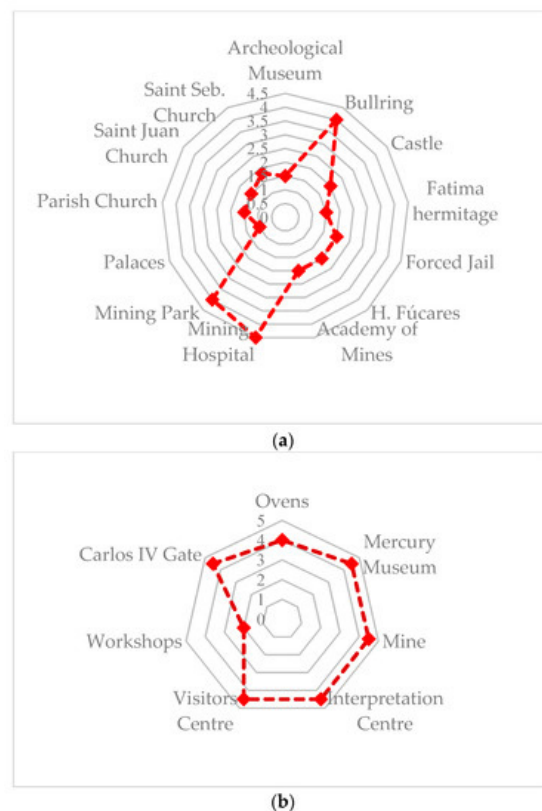 Archeological
Museum
Saint Seb.
Church
Bullring
Saint Juan
Church
Castle
Parish Church
Fatima
hermitage
Palaces
Forced Jail
Mining Park
H. Fúcares
Mining
Hospital
Academy of
Mines
4.5
4
3.5
3
2.5
2
1.5
1
0.5
0
(a)
Ovens
Carlos IV Gate
Mercury
Museum
Workshops
Mine
Visitors
Centre
Interpretation
Centre
5
4
3
2
1
0
(b)